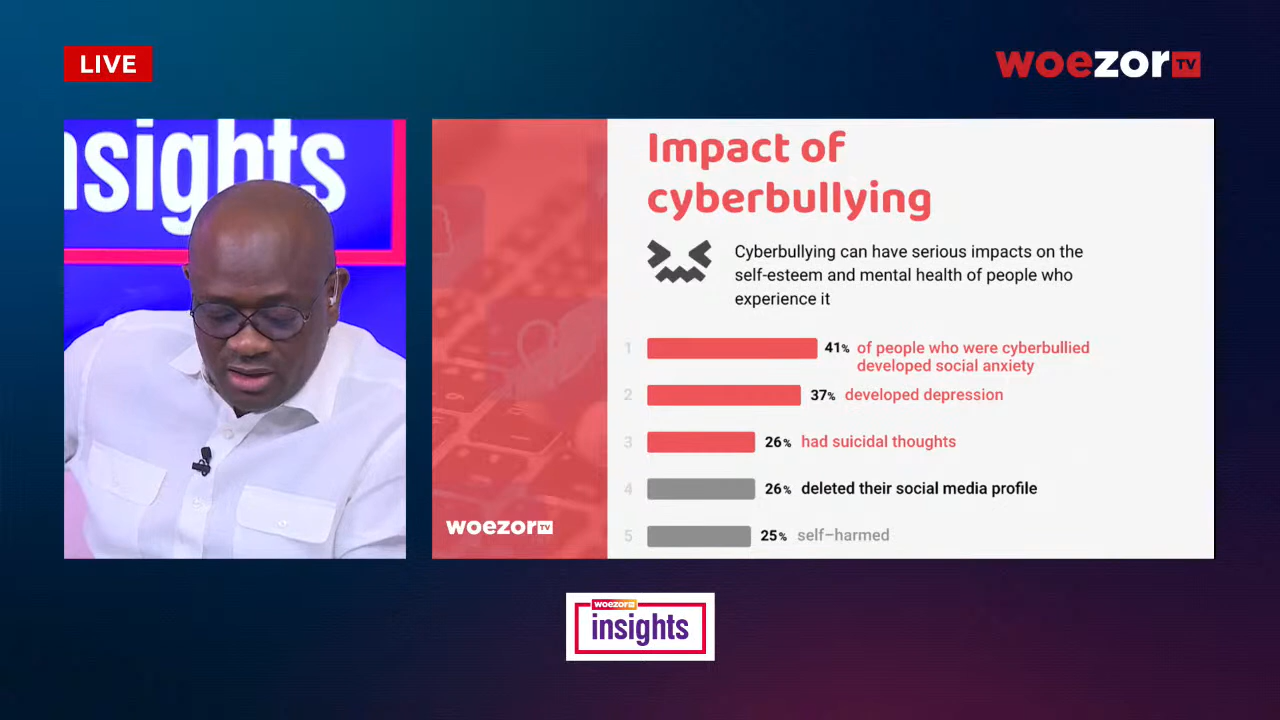 LIVE
woezor TV
nsights
Impact of
cyberbullying
Cyberbullying can have serious impacts on the
self-esteem and mental health of people who
experience it
1 41% of people who were cyberbullied
developed social anxiety
2 37% developed depression
3 26% had suicidal thoughts
4 26% deleted their social media profile
5 25% self-harmed
woezor TV
woezor TV
insights